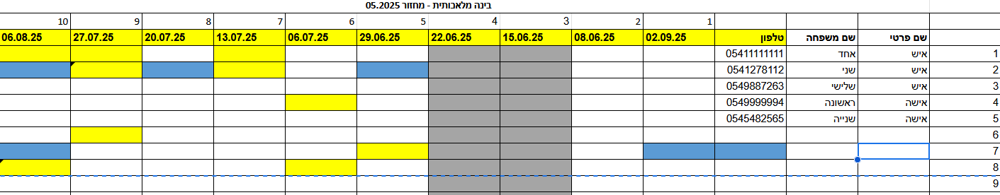 בינה מלאכותית - מחזור 05.2025
1 2 3 4 5 6 7 8 9 10
שם פרטי שם משפחה טלפון 02.09.25 08.06.25 15.06.25 22.06.25 29.06.25 06.07.25 13.07.25 20.07.25 27.07.25 06.08.25
1 איש אחד 05411111111
2 איש שני 0541278112
3 איש שלישי 0549887263
4 אישה ראשונה 0549999994
5 אישה שנייה 0545482565
6
7
8
9